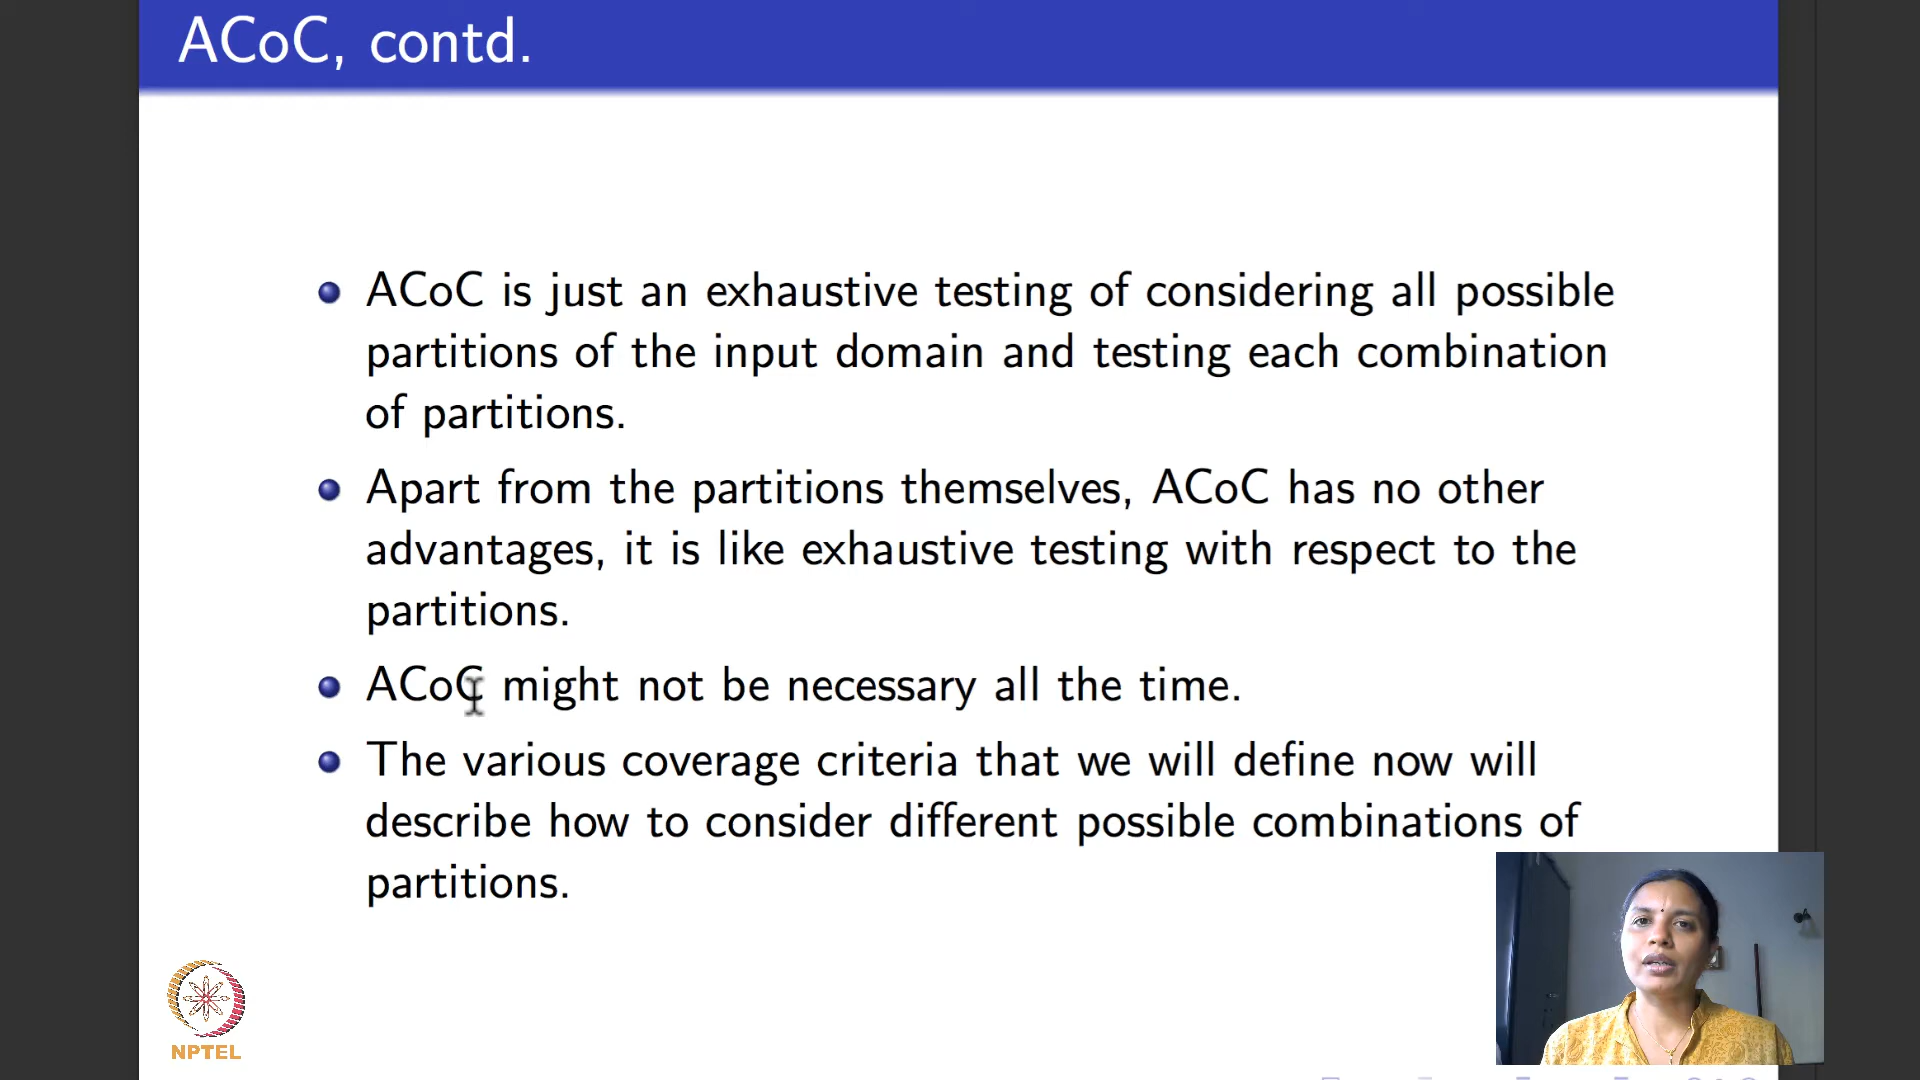 ACoC, contd.
ACoC is just an exhaustive testing of considering all possible
partitions of the input domain and testing each combination
of partitions.
Apart from the partitions themselves, ACoC has no other
advantages, it is like exhaustive testing with respect to the
partitions.
ACoC might not be necessary all the time.
The various coverage criteria that we will define now will
describe how to consider different possible combinations of
partitions.
NPTEL